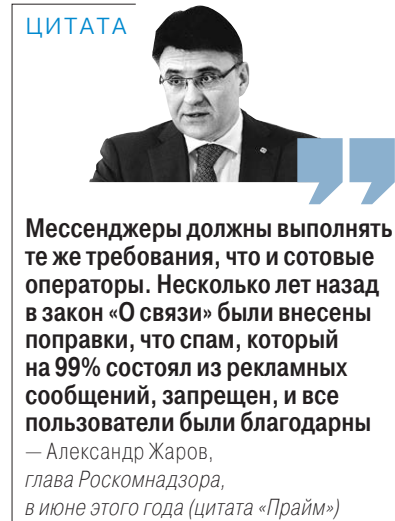 ЦИТАТА
Мессенджеры должны выполнять
те же требования, что и сотовые
операторы. Несколько лет назад
в закон «О связи» были внесены
поправки, что спам, который
на 99% состоял из рекламных
сообщений, запрещен, и все
пользователи были благодарны
— Александр Жаров,
глава Роскомнадзора,
в июне этого года (цитата «Прайм»)